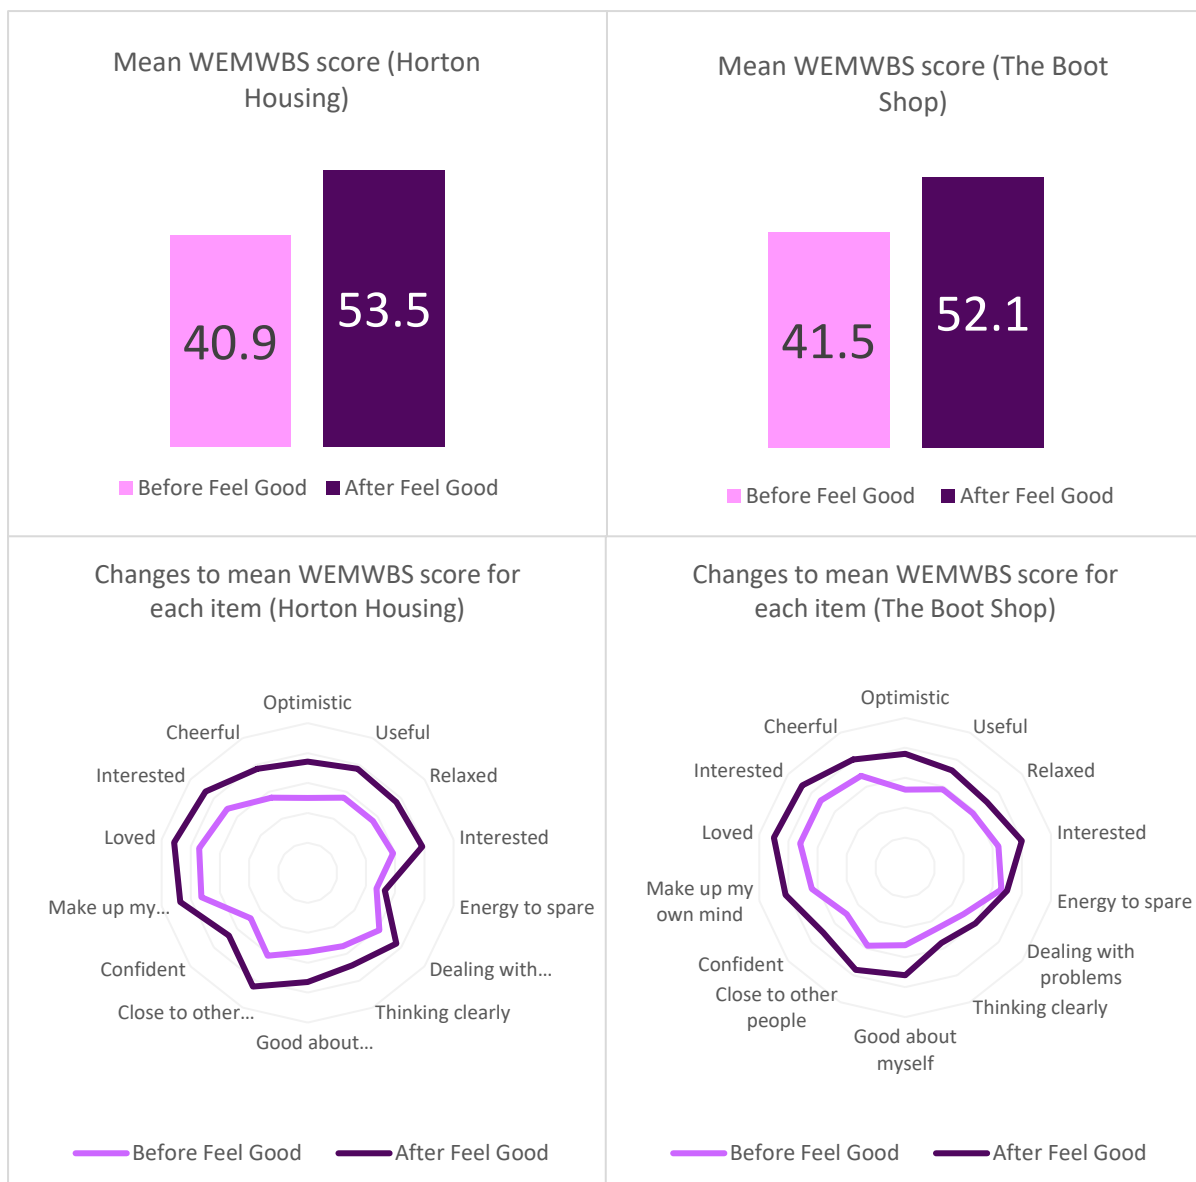 Mean WEMWBS score (Horton
Housing)
40.9
53.5
Before Feel Good
After Feel Good
Mean WEMWBS score (The Boot
Shop)
41.5
52.1
Before Feel Good
After Feel Good
Changes to mean WEMWBS score for
each item (Horton Housing)
Optimistic
Useful
Relaxed
Interested
Energy to spare
Dealing with...
Thinking clearly
Good about...
Close to other...
Confident
Make up my...
Loved
Interested
Cheerful
Before Feel Good
After Feel Good
Changes to mean WEMWBS score for
each item (The Boot Shop)
Optimistic
Useful
Relaxed
Interested
Energy to spare
Dealing with
problems
Thinking clearly
Good about
myself
Close to other
people
Confident
Make up my
own mind
Loved
Interested
Cheerful
Before Feel Good
After Feel Good